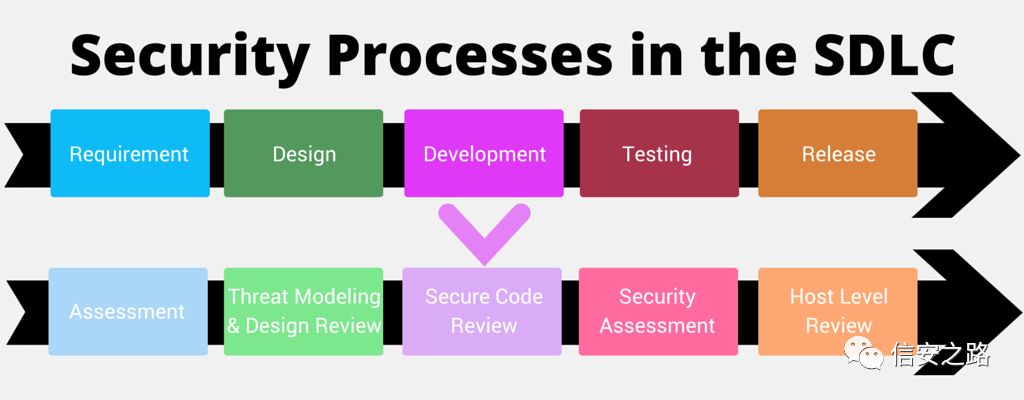 Security Processes in the SDLC
Requirement
Design
Development
Testing
Release
Assessment
Threat Modeling
& Design Review
Secure Code
Review
Security
Assessment
Host Level
Review
信安之路